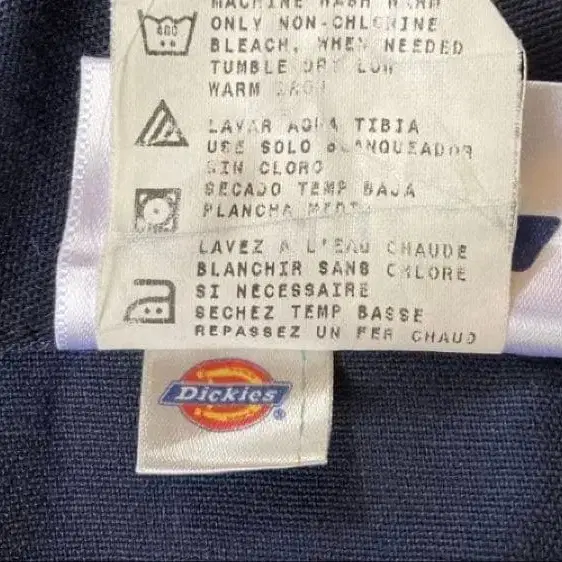 MACHINE WASH WARM
ONLY NON-CHLORINE
BLEACH, WHEN NEEDED
TUMBLE DRY LOW
WARM IRON
LAVAR AGUA TIBIA
USE SOLO BLANQUEADOR
SIN CLORO
SECADO TEMP BAJA
PLANCHA MEDIA
LAVEZ A L'EAU CHAUDE
BLANCHIR SANS CHLORE
SI NECESSAIRE
SECHEZ TEMP BASSE
REPASSEZ UN FER CHAUD
Dickies ®